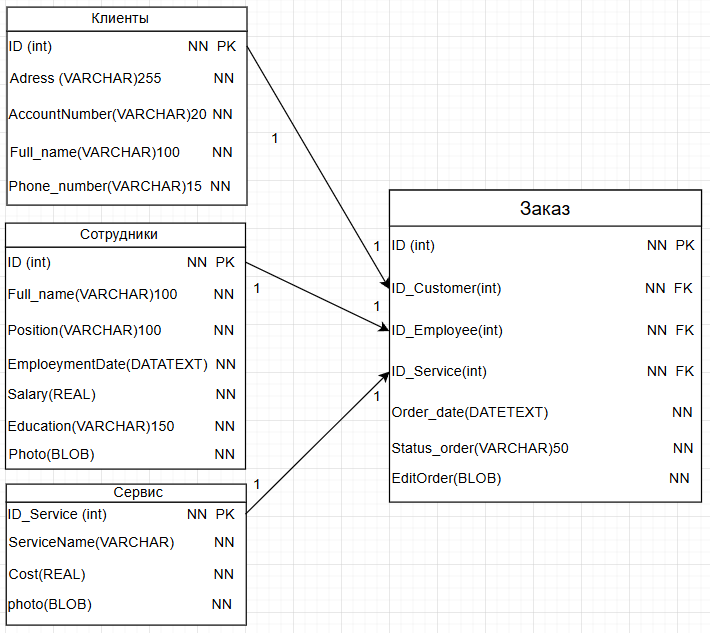 Клиенты
ID (int) NN PK
Adress (VARCHAR)255 NN
AccountNumber(VARCHAR)20 NN
Full_name(VARCHAR)100 NN
Phone_number(VARCHAR)15 NN
Сотрудники
ID (int) NN PK
Full_name(VARCHAR)100 NN
Position(VARCHAR)100 NN
EmploeymentDate(DATATEXT) NN
Salary(REAL) NN
Education(VARCHAR)150 NN
Photo(BLOB) NN
Сервис
ID_Service (int) NN PK
ServiceName(VARCHAR) NN
Cost(REAL) NN
photo(BLOB) NN
1
1
1
1
1
1
Заказ
ID (int) NN PK
ID_Customer(int) NN FK
ID_Employee(int) NN FK
ID_Service(int) NN FK
Order_date(DATETEXT) NN
Status_order(VARCHAR)50 NN
EditOrder(BLOB) NN